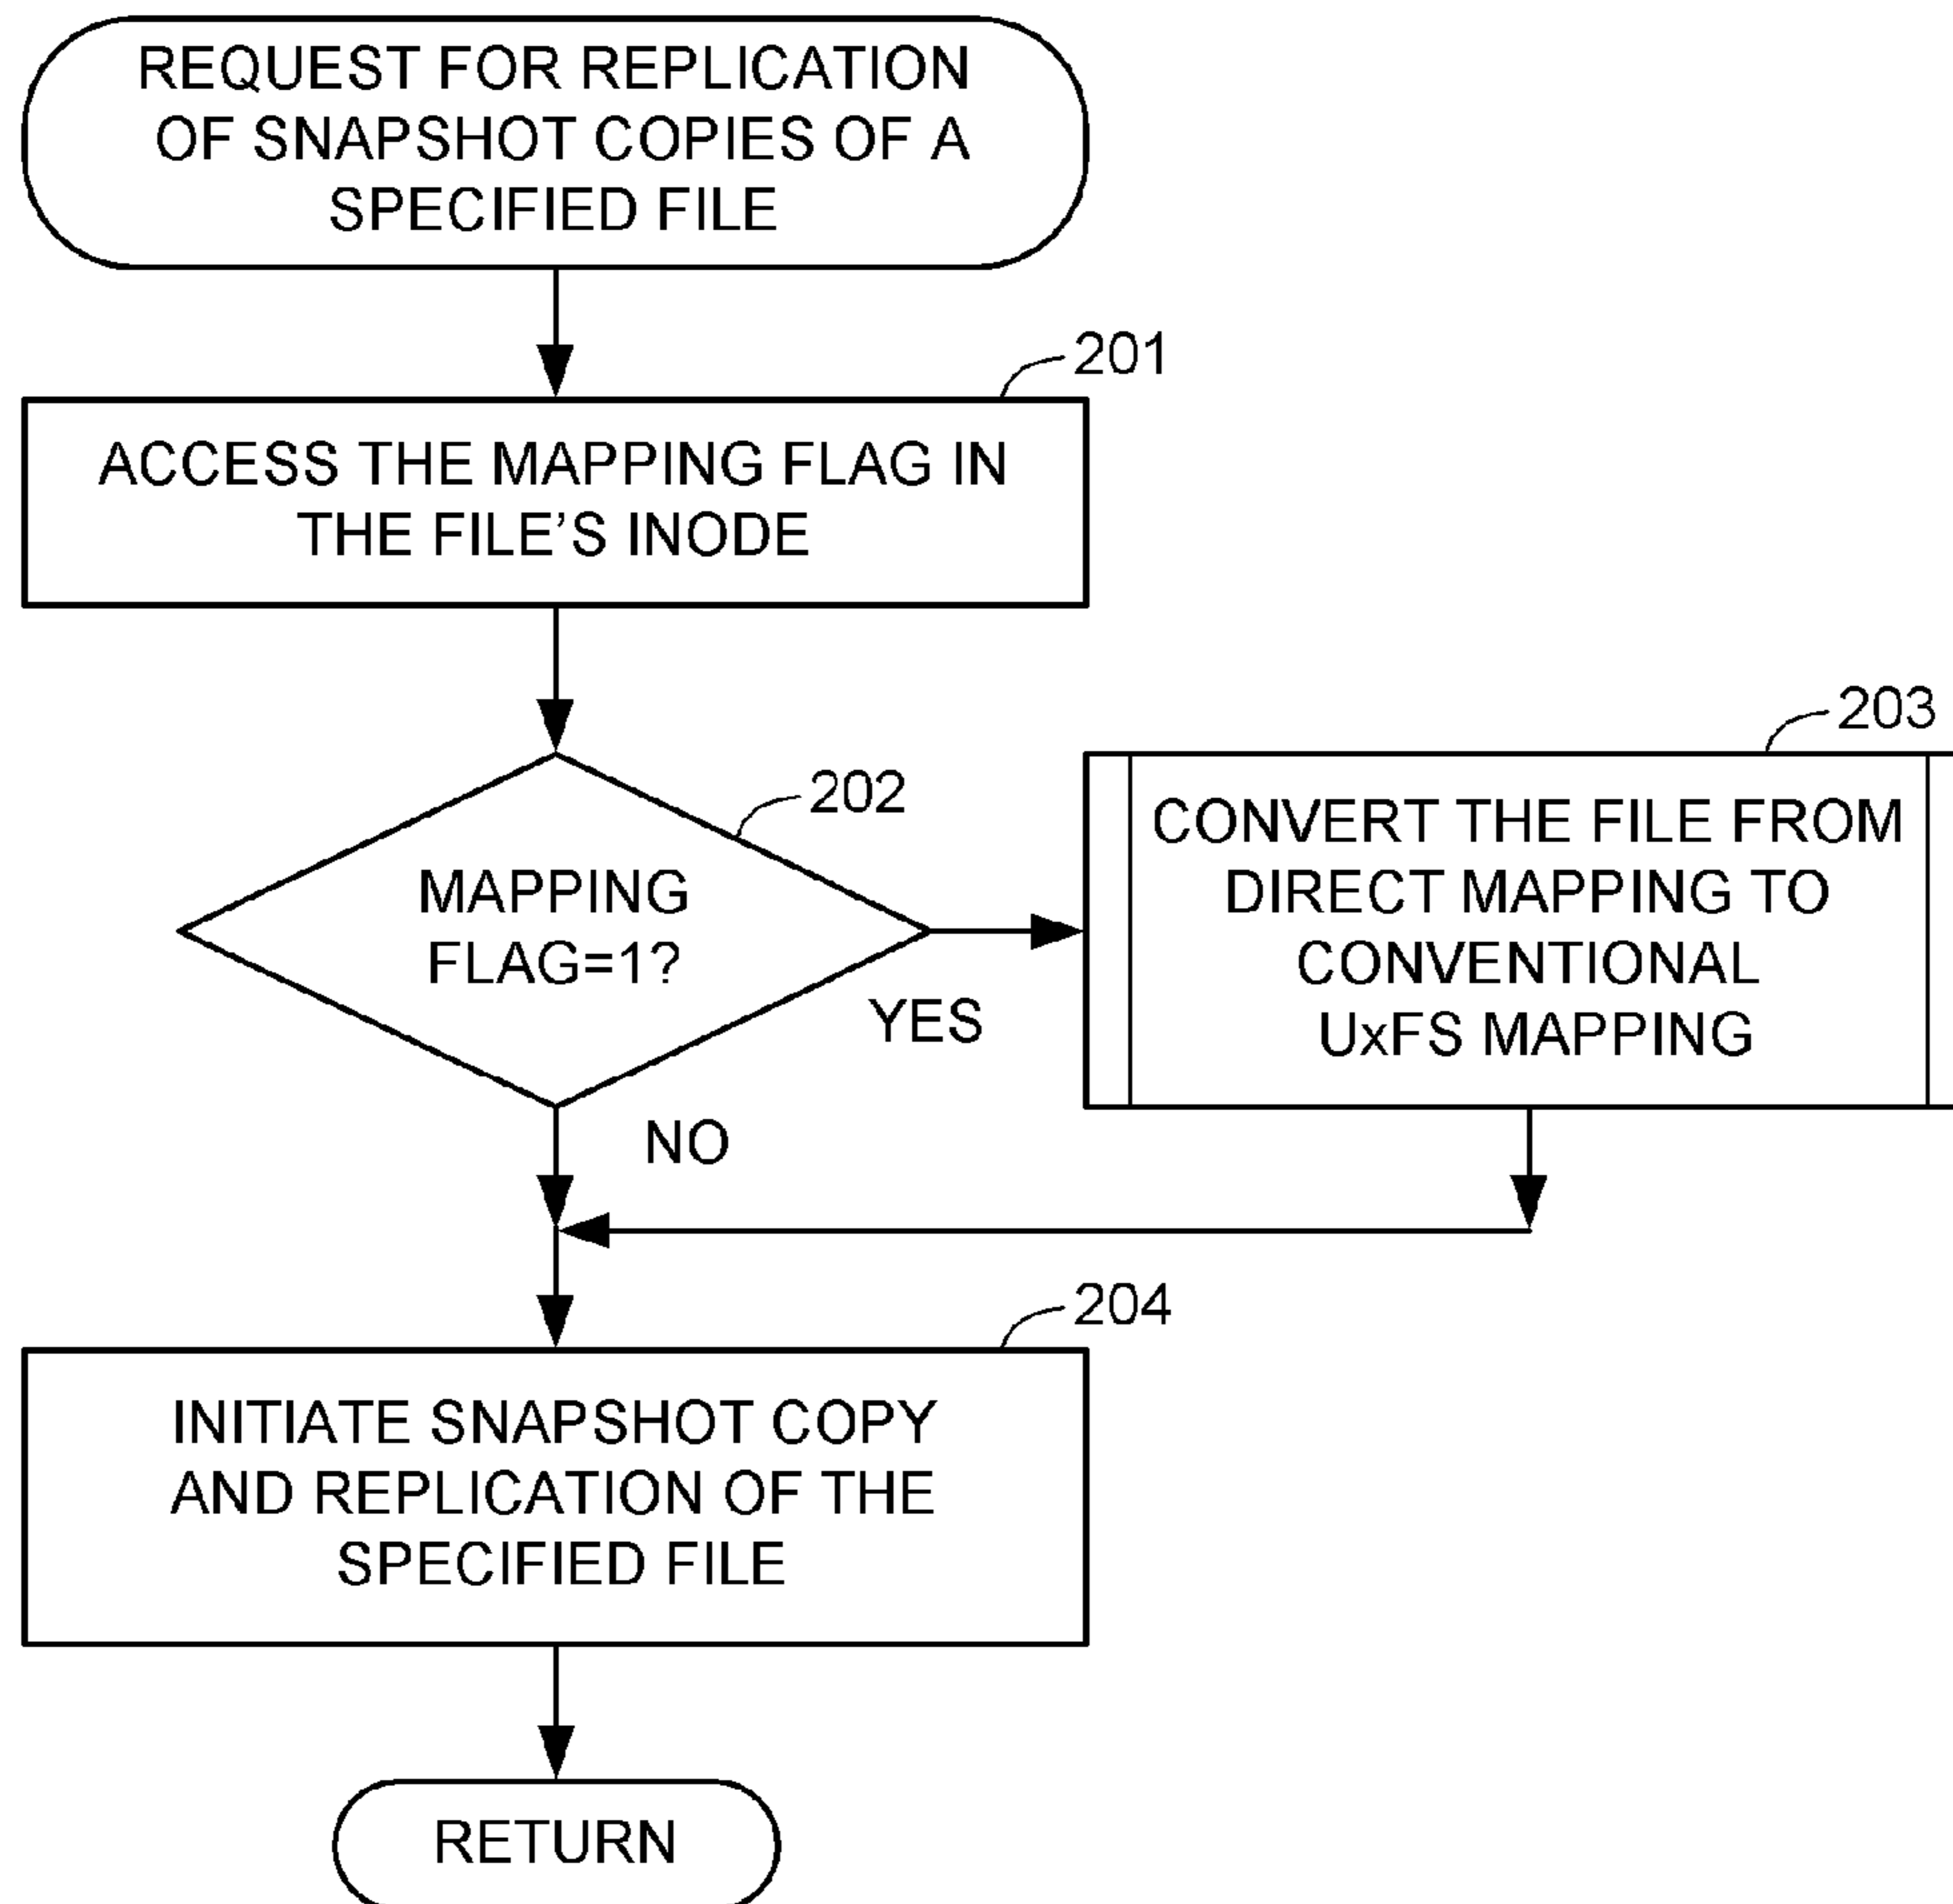 REQUEST FOR REPLICATION
OF SNAPSHOT COPIES OF A
SPECIFIED FILE
201
ACCESS THE MAPPING FLAG IN
THE FILE’S INODE
203
202
MAPPING
FLAG=1?
YES
CONVERT THE FILE FROM
DIRECT MAPPING TO
CONVENTIONAL
UxFS MAPPING
NO
204
INITIATE SNAPSHOT COPY
AND REPLICATION OF THE
SPECIFIED FILE
RETURN